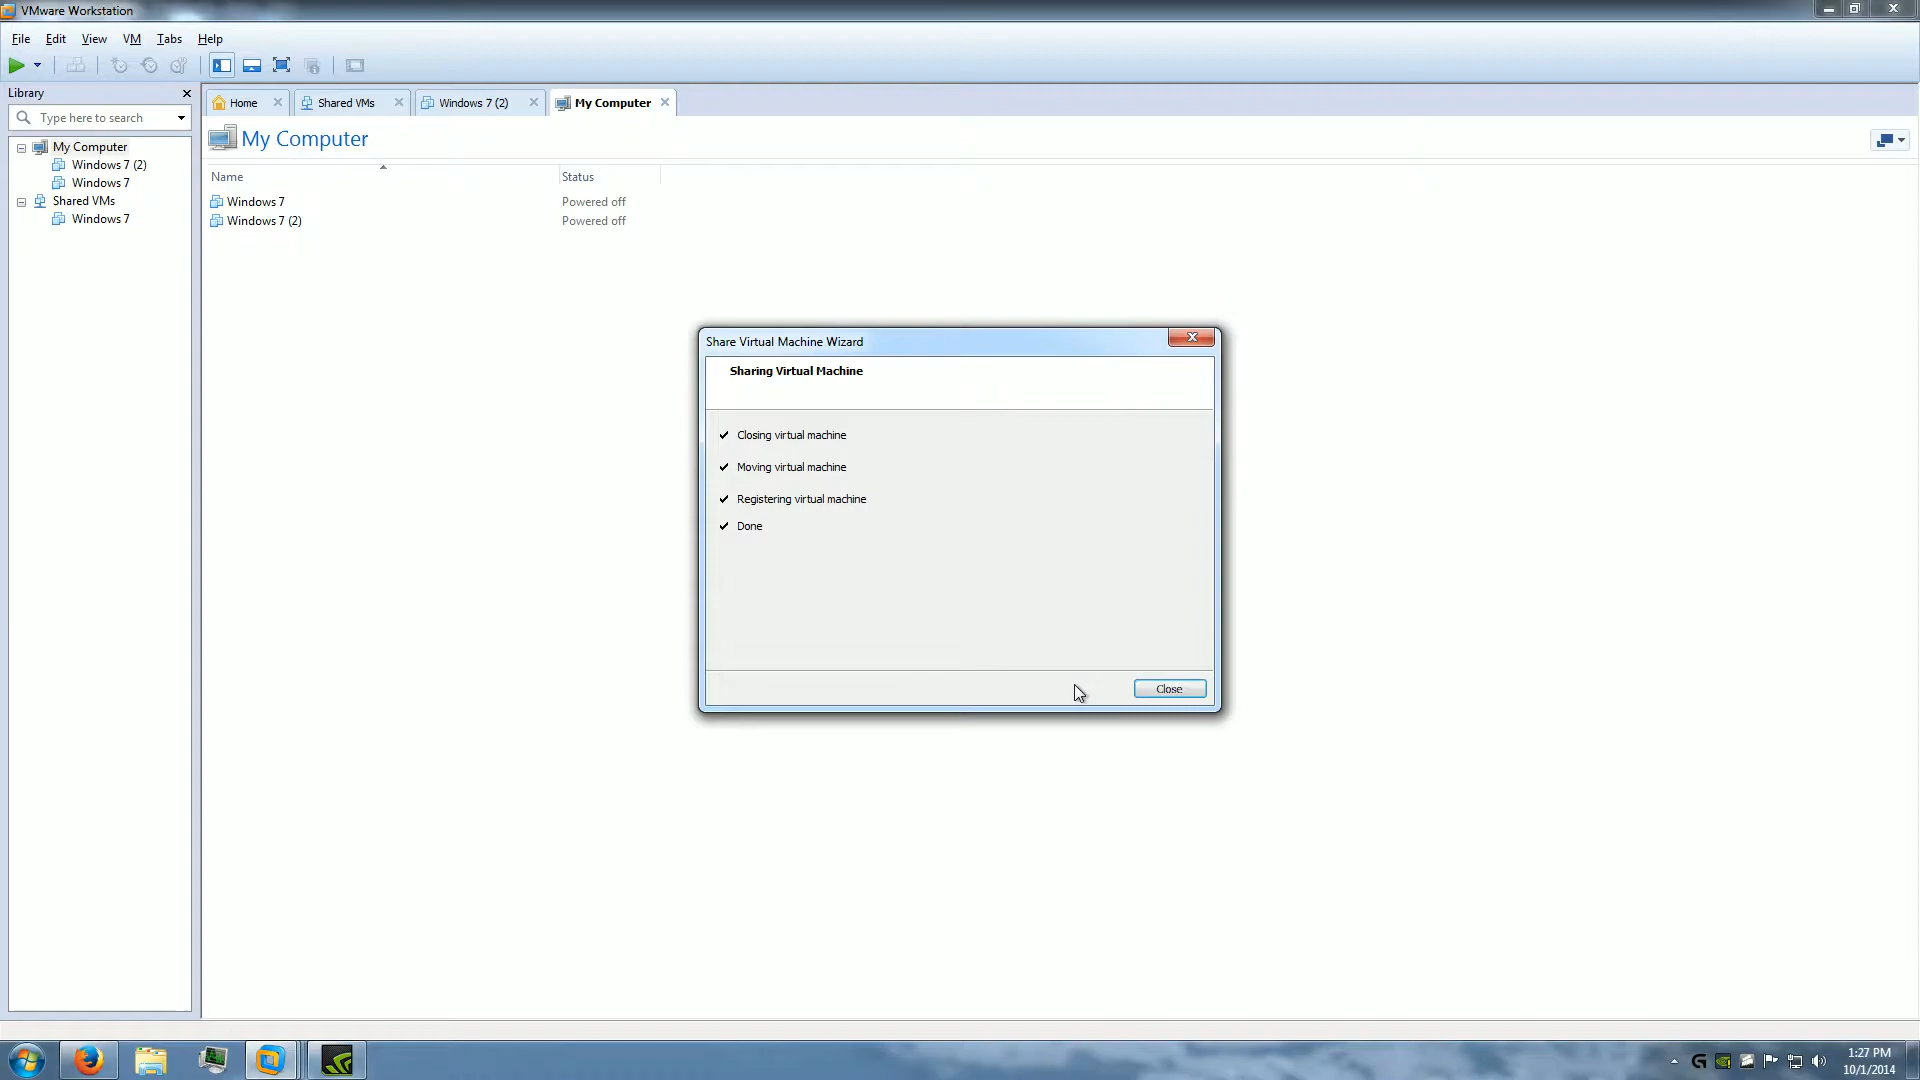 VMware Workstation
File Edit View VM Tabs Help
Library
Type here to search
My Computer
Windows 7 (2)
Windows 7
Shared VMs
Windows 7
Home
Shared VMs
Windows 7 (2)
My Computer
My Computer
Name Status
Windows 7 Powered off
Windows 7 (2) Powered off
Share Virtual Machine Wizard
Sharing Virtual Machine
Closing virtual machine
Moving virtual machine
Registering virtual machine
Done
Close
1:27 PM
10/1/2014